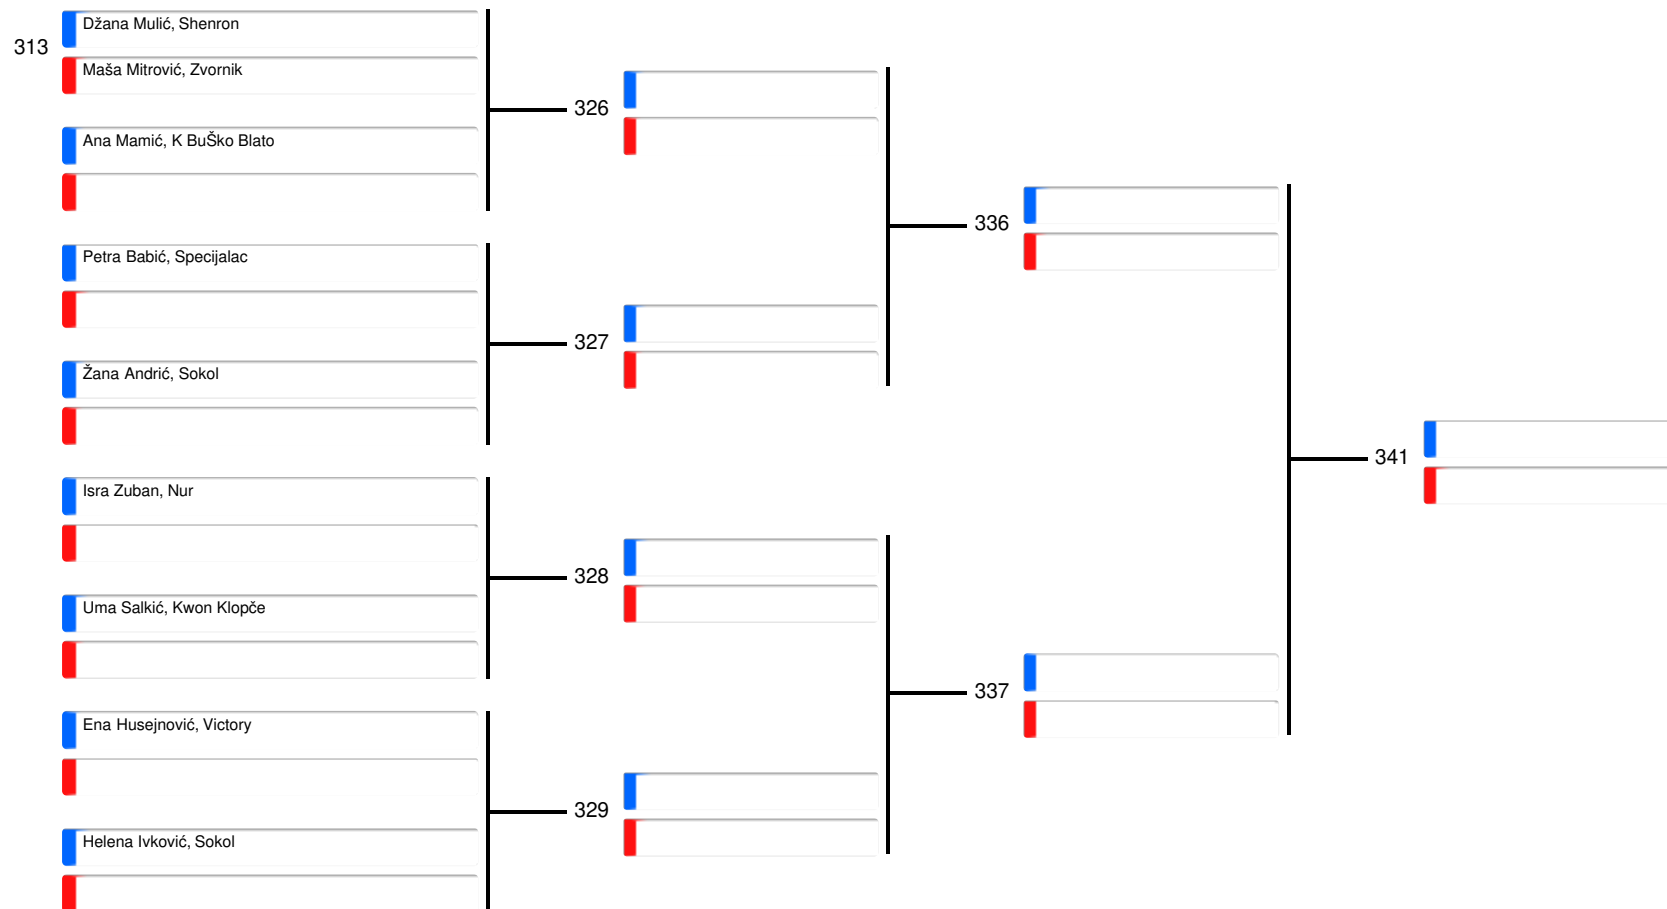 313
Džana Mulić, Shenron
Maša Mitrović, Zvornik
Ana Mamić, K BuŠko Blato
Petra Babić, Specijalac
Žana Andrić, Sokol
Isra Zuban, Nur
Uma Salkić, Kwon Klopče
Ena Husejnović, Victory
Helena Ivković, Sokol
326
327
328
329
336
337
341